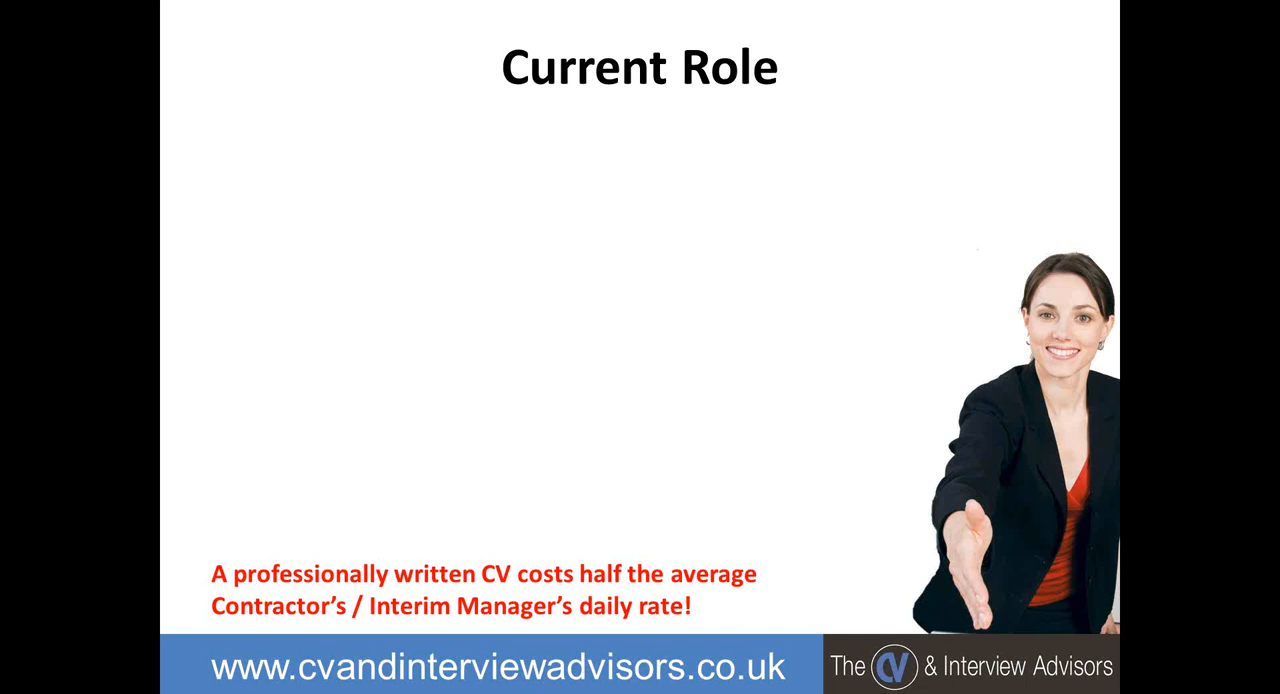 Current Role
A professionally written CV costs half the average
Contractor’s / Interim Manager’s daily rate!
www.cvandinterviewadvisors.co.uk
The CV & Interview Advisors